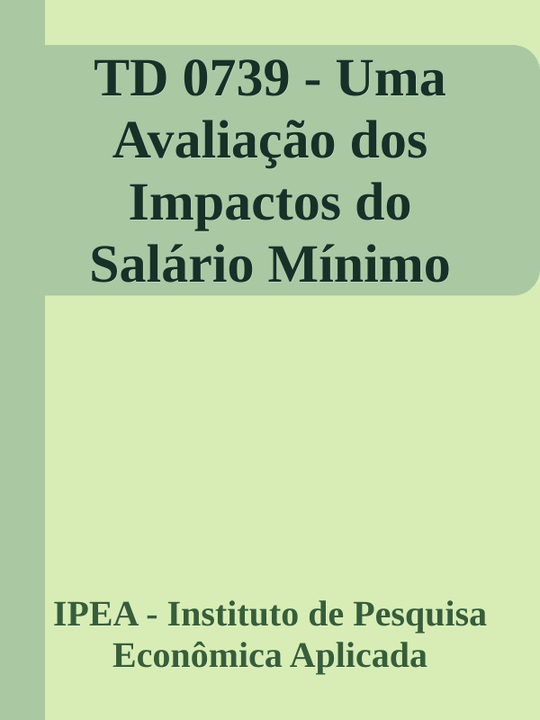 TD 0739 - Uma
Avaliação dos
Impactos do
Salário Mínimo
IPEA - Instituto de Pesquisa
Econômica Aplicada